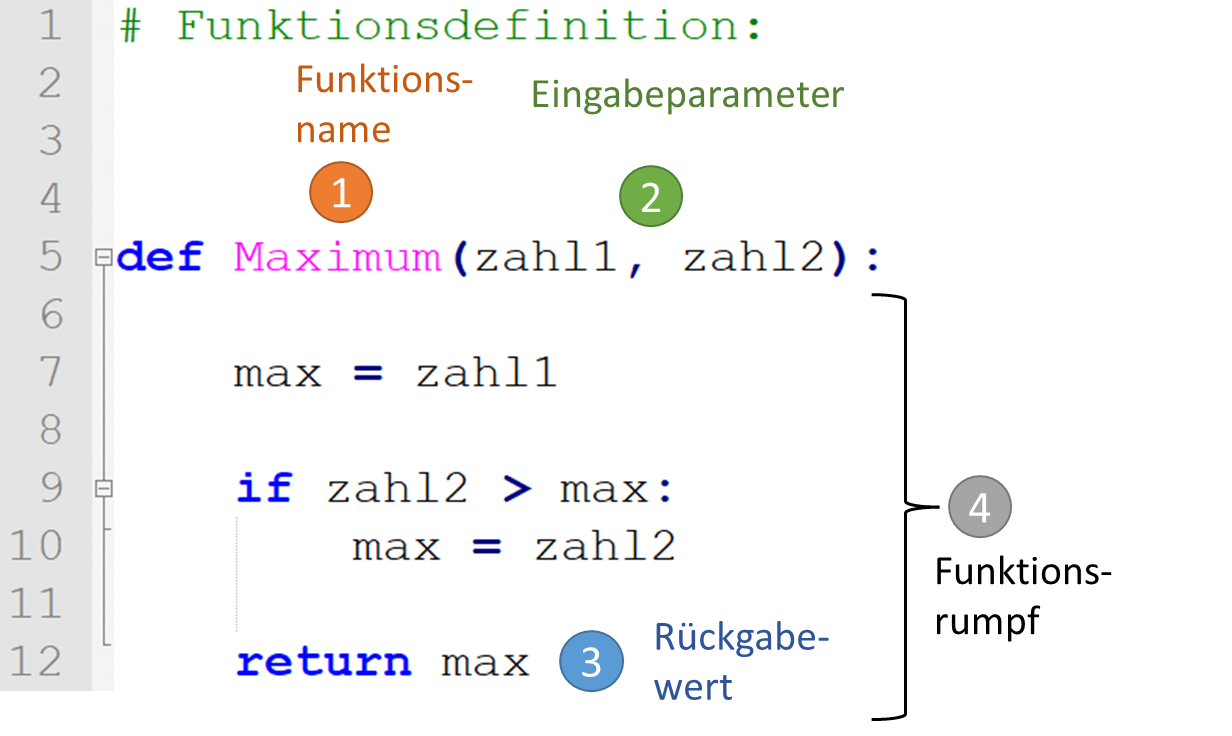 1 # Funktionsdefinition:
2 Funktions- Eingabeparameter
3 name
4 1 2
5 def Maximum(zahl1, zahl2):
6
7 max = zahl1
8
9 if zahl2 > max:
4
10 max = zahl2
Funktions-
11
rumpf
12 return max 3 Rückgabe-
wert